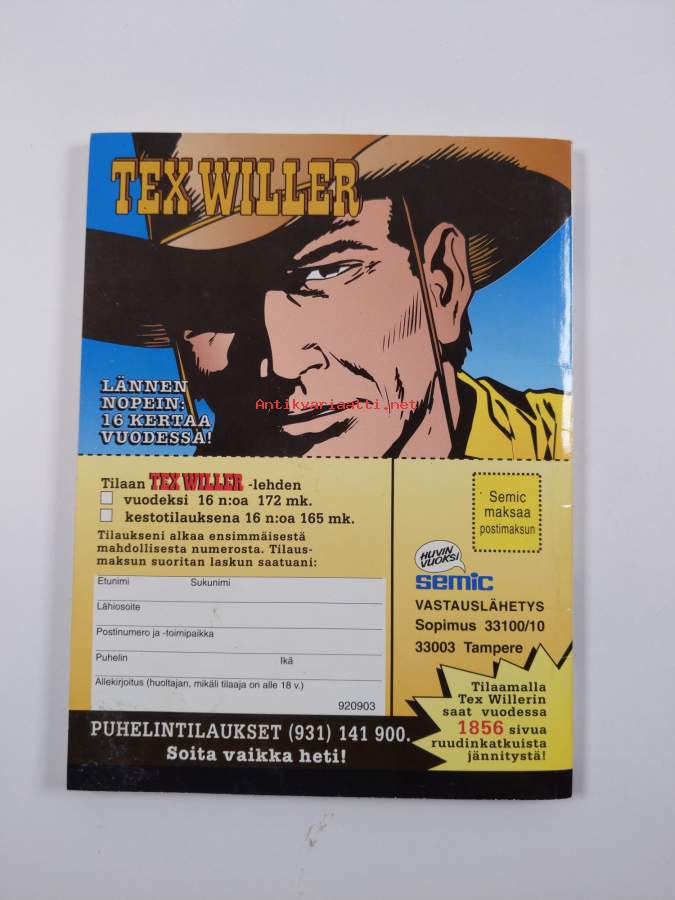 TEX WILLER
LÄNNEN
NOPEIN:
16 KERTAA
VUODESSA!
Antikvariaatti.net
Tilaan TEX WILLER -lehden
vuodeksi 16 n:oa 172 mk.
kestotilauksena 16 n:oa 165 mk.
Tilaukseni alkaa ensimmäisestä
mahdollisesta numerosta. Tilaus-
maksun suoritan laskun saatuani:
Etunimi Sukunimi
Lähiosoite
Postinumero ja -toimipaikka
Puhelin Ikä
Allekirjoitus (huoltajan, mikäli tilaaja on alle 18 v.)
920903
Semic
maksaa
postimaksun
HUVIN
VUOKSI
semic
VASTAUSLÄHETYS
Sopimus 33100/10
33003 Tampere
Tilaamalla
Tex Willerin
saat vuodessa
1856 sivua
ruudinkatkuista
jännitystä!
PUHELINTILAUKSET (931) 141 900.
Soita vaikka heti!